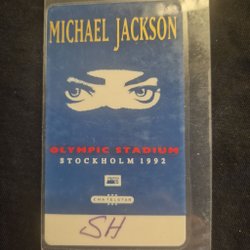 MICHAEL JACKSON
OLYMPIC STADIUM
STOCKHOLM 1992
SH